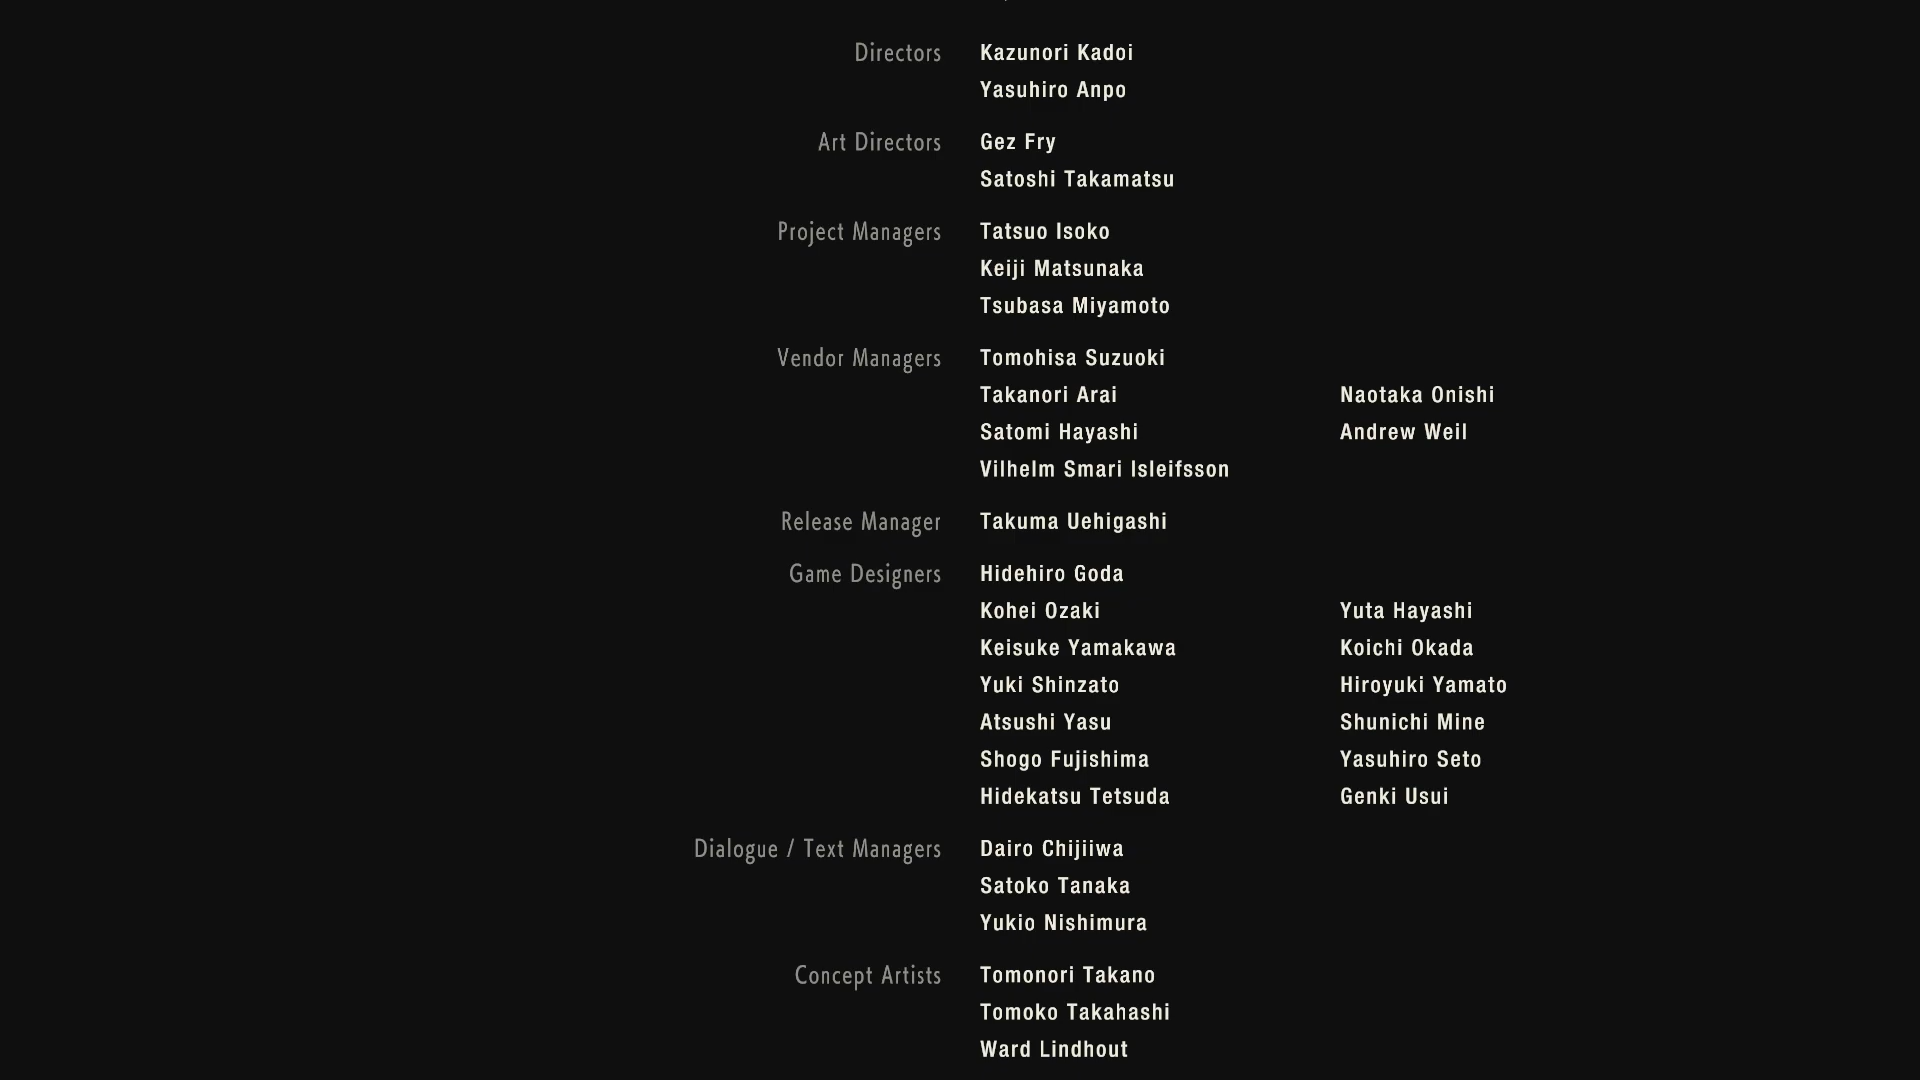 Directors Kazunori Kadoi
Yasuhiro Anpo
Art Directors Gez Fry
Satoshi Takamatsu
Project Managers Tatsuo Isoko
Keiji Matsunaka
Tsubasa Miyamoto
Vendor Managers Tomohisa Suzuoki
Takanori Arai Naotaka Onishi
Satomi Hayashi Andrew Weil
Vilhelm Smari Isleifsson
Release Manager Takuma Uehigashi
Game Designers Hidehiro Goda
Kohei Ozaki Yuta Hayashi
Keisuke Yamakawa Koichi Okada
Yuki Shinzato Hiroyuki Yamato
Atsushi Yasu Shunichi Mine
Shogo Fujishima Yasuhiro Seto
Hidekatsu Tetsuda Genki Usui
Dialogue / Text Managers Dairo Chijiiwa
Satoko Tanaka
Yukio Nishimura
Concept Artists Tomonori Takano
Tomoko Takahashi
Ward Lindhout